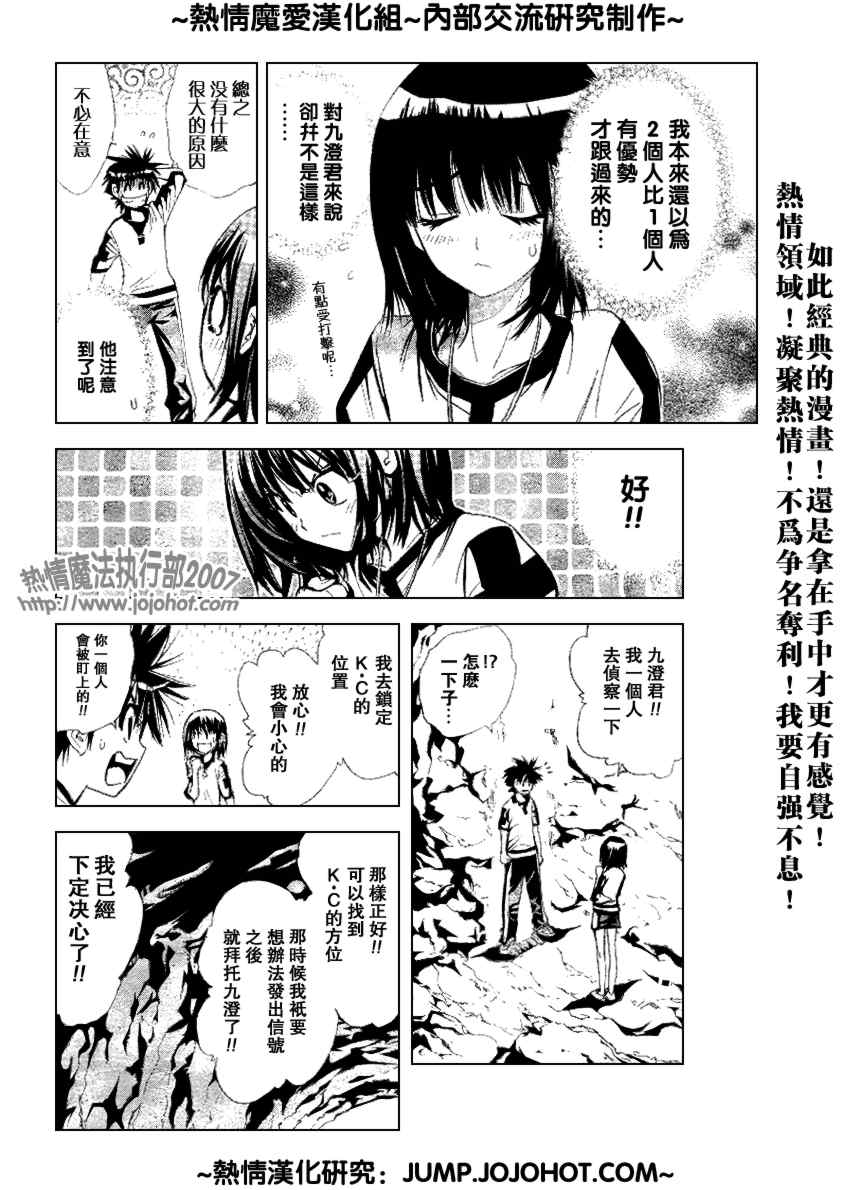 ~熱情魔愛漢化組~內部交流研究制作~
我本來還以為
2個人比1個人
有優勢
才跟過來的…
對九澄君來說
卻并不是這樣
……
有點受打擊呢…
總之
没有什麼
很大的原因
不必在意
他注意
到了呢
好!!
九澄君!!
我一個人
去偵察一下
!?
怎麼
一下子…
我去鎖定
K·C的
位置
放心!!
我會小心的
你一個人
會被盯上的!!
那樣正好!!
可以找到
K·C的方位
那時候我衹要
想辦法發出信號
之後
就拜托九澄了!!
我已經
下定決心了!!
如此經典的漫畫！還是拿在手中才更有感覺！
熱情領域！凝聚熱情！不爲争名奪利！我要自强不息！
熱情魔法执行部2007
http://www.jojohot.com
~熱情漢化研究：JUMP.JOJOHOT.COM~